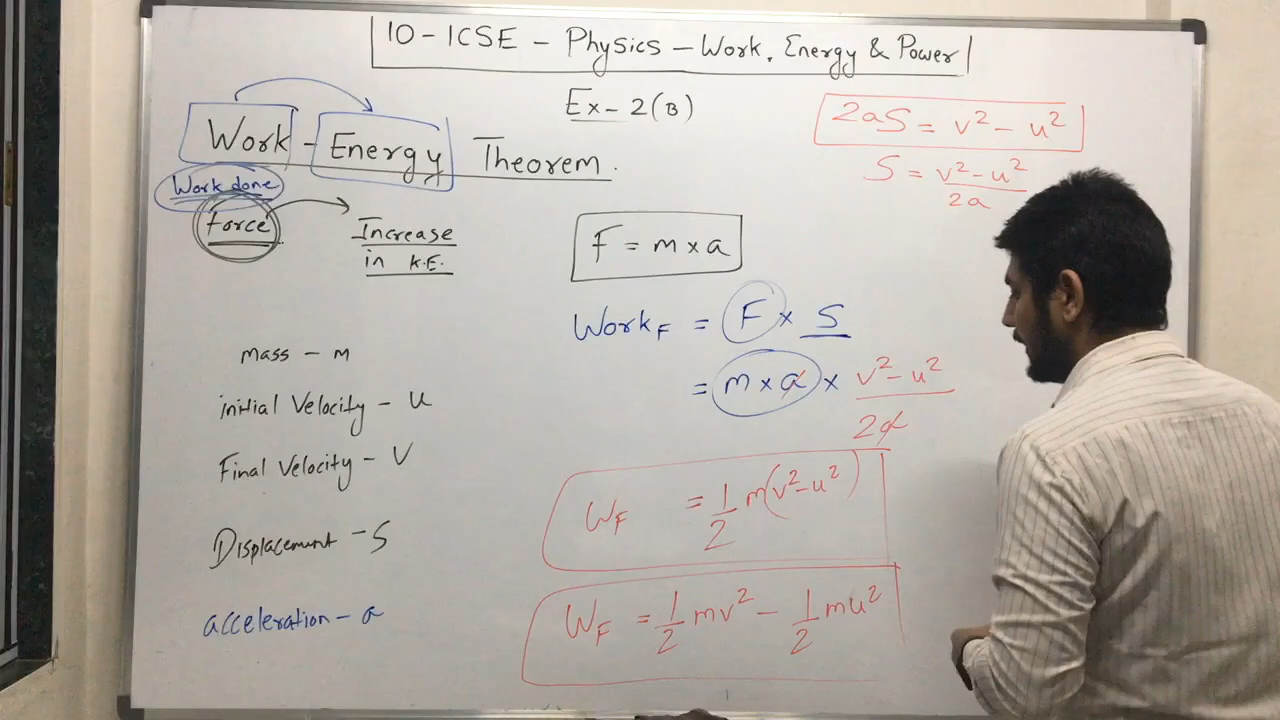 10 - ICSE - Physics - Work, Energy & Power
Ex - 2(B)
Work - Energy Theorem.
Work done
Force
Increase
in K.E.
mass - m
initial Velocity - u
Final Velocity - V
Displacement - S
acceleration - a
2aS = v² - u²
S = v² - u² / 2a
F = m × a
Work_F = F × S
= m × a × v² - u² / 2a
W_F = 1/2 m(v² - u²)
W_F = 1/2 mv² - 1/2 mu²